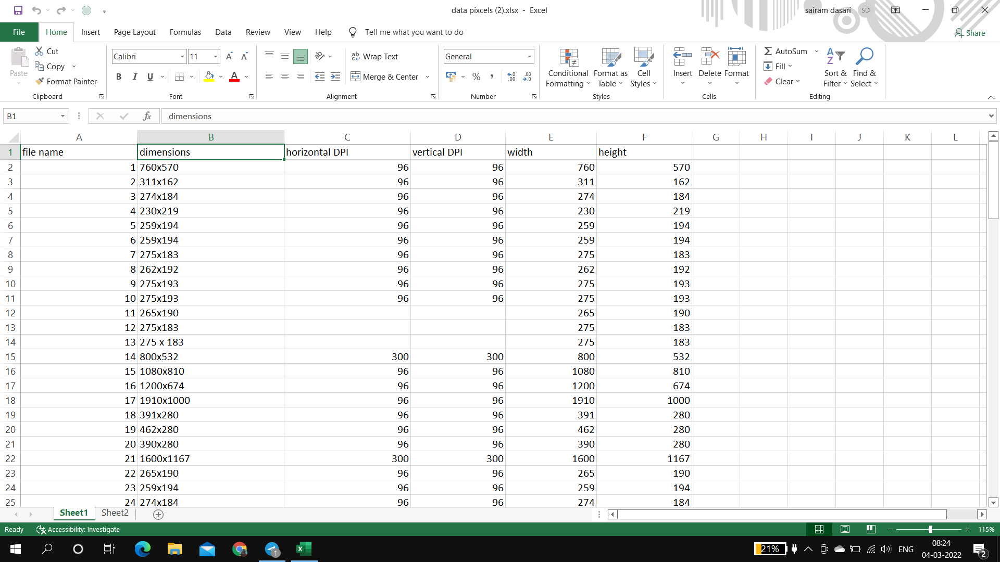 data pixcels (2).xlsx - Excel
sairam dasari SD
File Home Insert Page Layout Formulas Data Review View Help Tell me what you want to do Share
Paste Cut Copy Format Painter Clipboard
Calibri 11 B I U A Font
Wrap Text Merge & Center Alignment
General % Number
Conditional Formatting Format as Table Cell Styles Styles
Insert Delete Format Cells
AutoSum Fill Clear Sort & Filter Find & Select Editing
B1 fx dimensions
A B C D E F G H I J K L
1 file name dimensions horizontal DPI vertical DPI width height
2 1 760x570 96 96 760 570
3 2 311x162 96 96 311 162
4 3 274x184 96 96 274 184
5 4 230x219 96 96 230 219
6 5 259x194 96 96 259 194
7 6 259x194 96 96 259 194
8 7 275x183 96 96 275 183
9 8 262x192 96 96 262 192
10 9 275x193 96 96 275 193
11 10 275x193 96 96 275 193
12 11 265x190 265 190
13 12 275x183 275 183
14 13 275 x 183 275 183
15 14 800x532 300 300 800 532
16 15 1080x810 96 96 1080 810
17 16 1200x674 96 96 1200 674
18 17 1910x1000 96 96 1910 1000
19 18 391x280 96 96 391 280
20 19 462x280 96 96 462 280
21 20 390x280 96 96 390 280
22 21 1600x1167 300 300 1600 1167
23 22 265x190 96 96 265 190
24 23 259x194 96 96 259 194
25 24 274x184 96 96 274 184
Sheet1 Sheet2
Ready Accessibility: Investigate 115%
1 21% ENG 08:24
04-03-2022 2